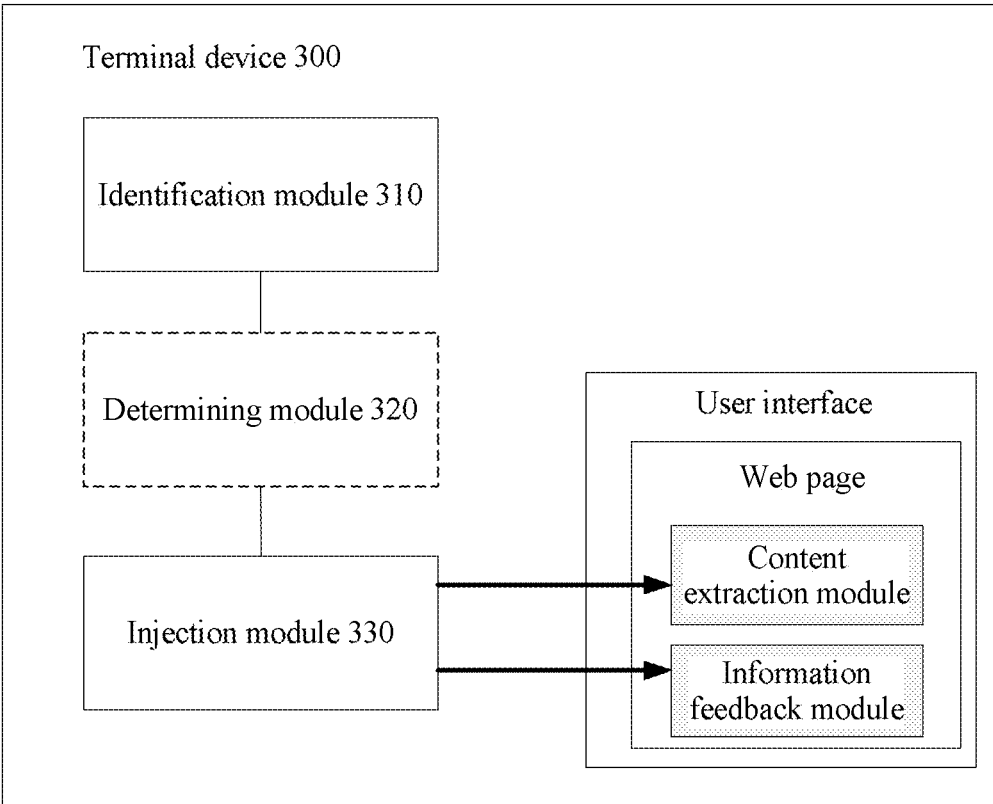 Terminal device 300
Identification module 310
Determining module 320
Injection module 330
User interface
Web page
Content
extraction module
Information
feedback module